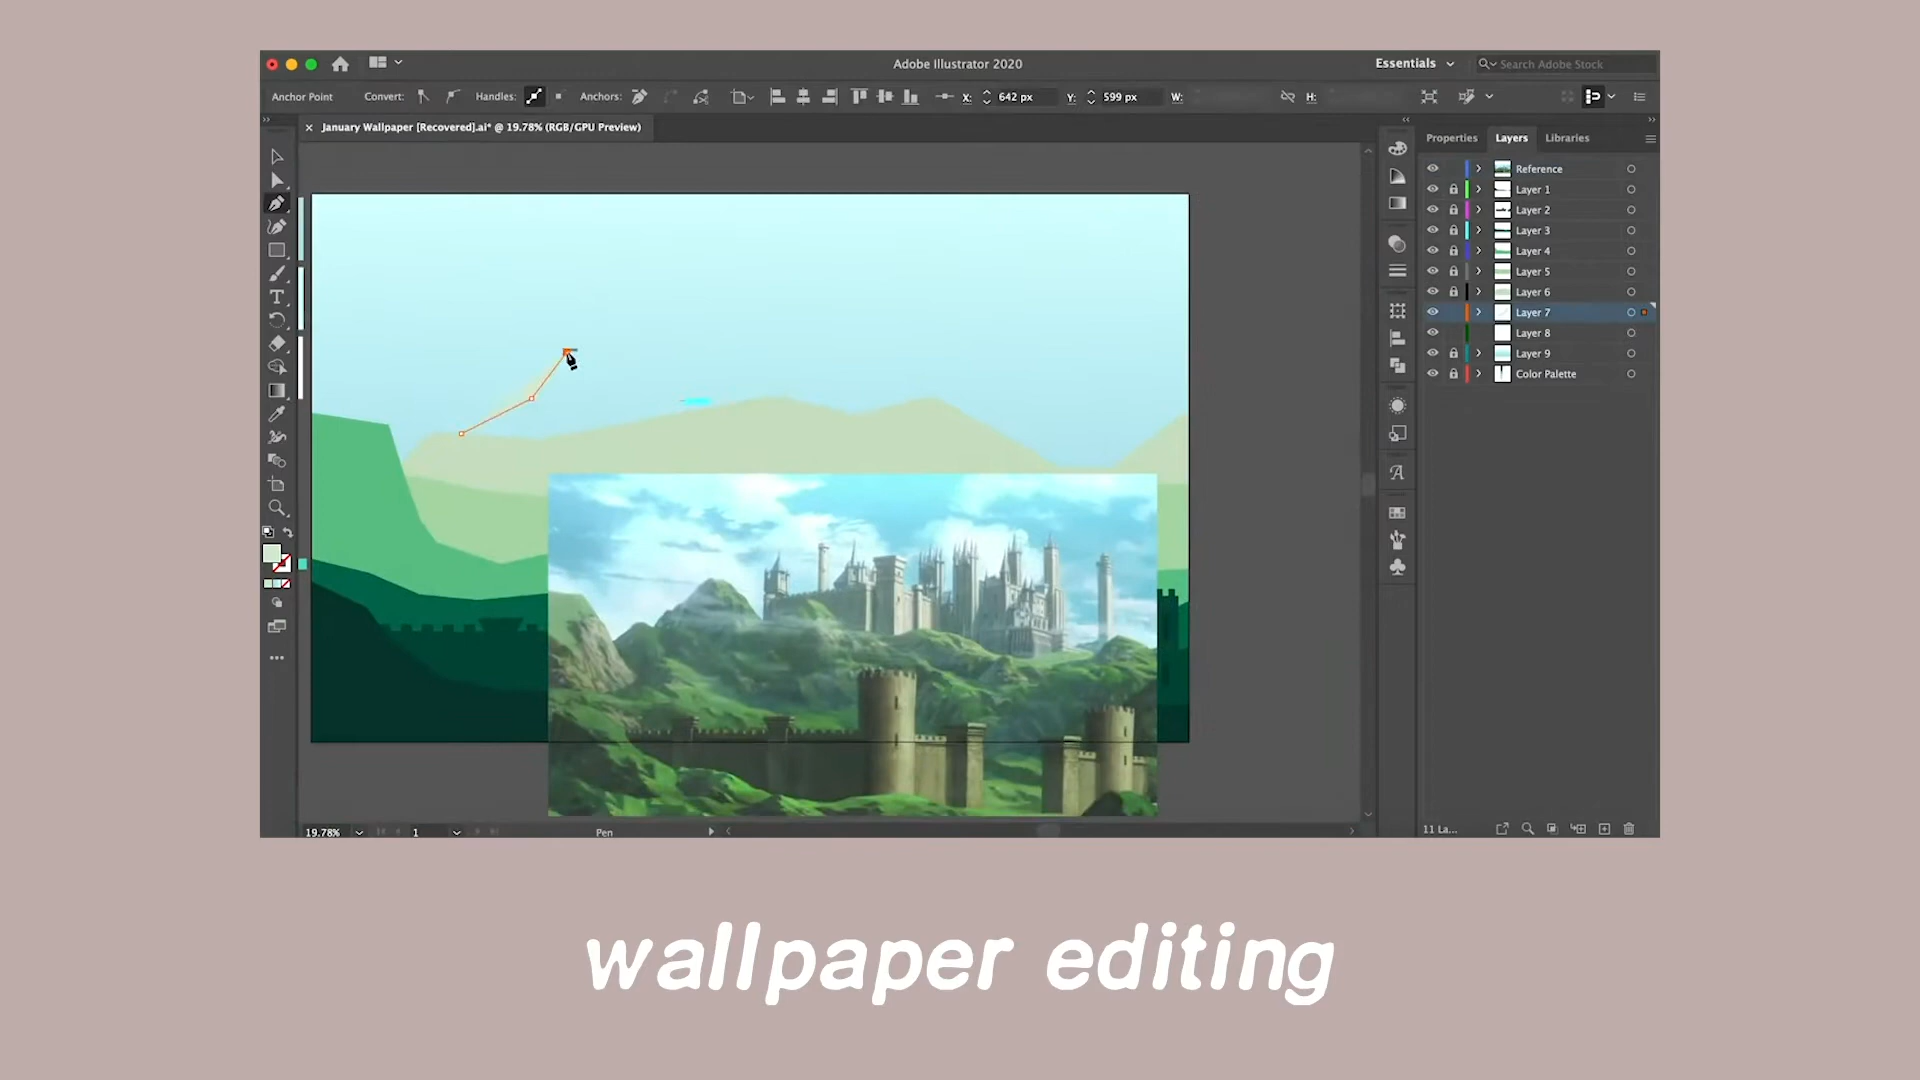 Adobe Illustrator 2020
Essentials
Search Adobe Stock
Anchor Point
Convert:
Handles:
Anchors:
X: 642 px
Y: 599 px
W:
H:
January Wallpaper [Recovered].ai* @ 19.78% (RGB/GPU Preview)
Properties
Layers
Libraries
Reference
Layer 1
Layer 2
Layer 3
Layer 4
Layer 5
Layer 6
Layer 7
Layer 8
Layer 9
Color Palette
19.78%
1
Pen
11 La...
wallpaper editing